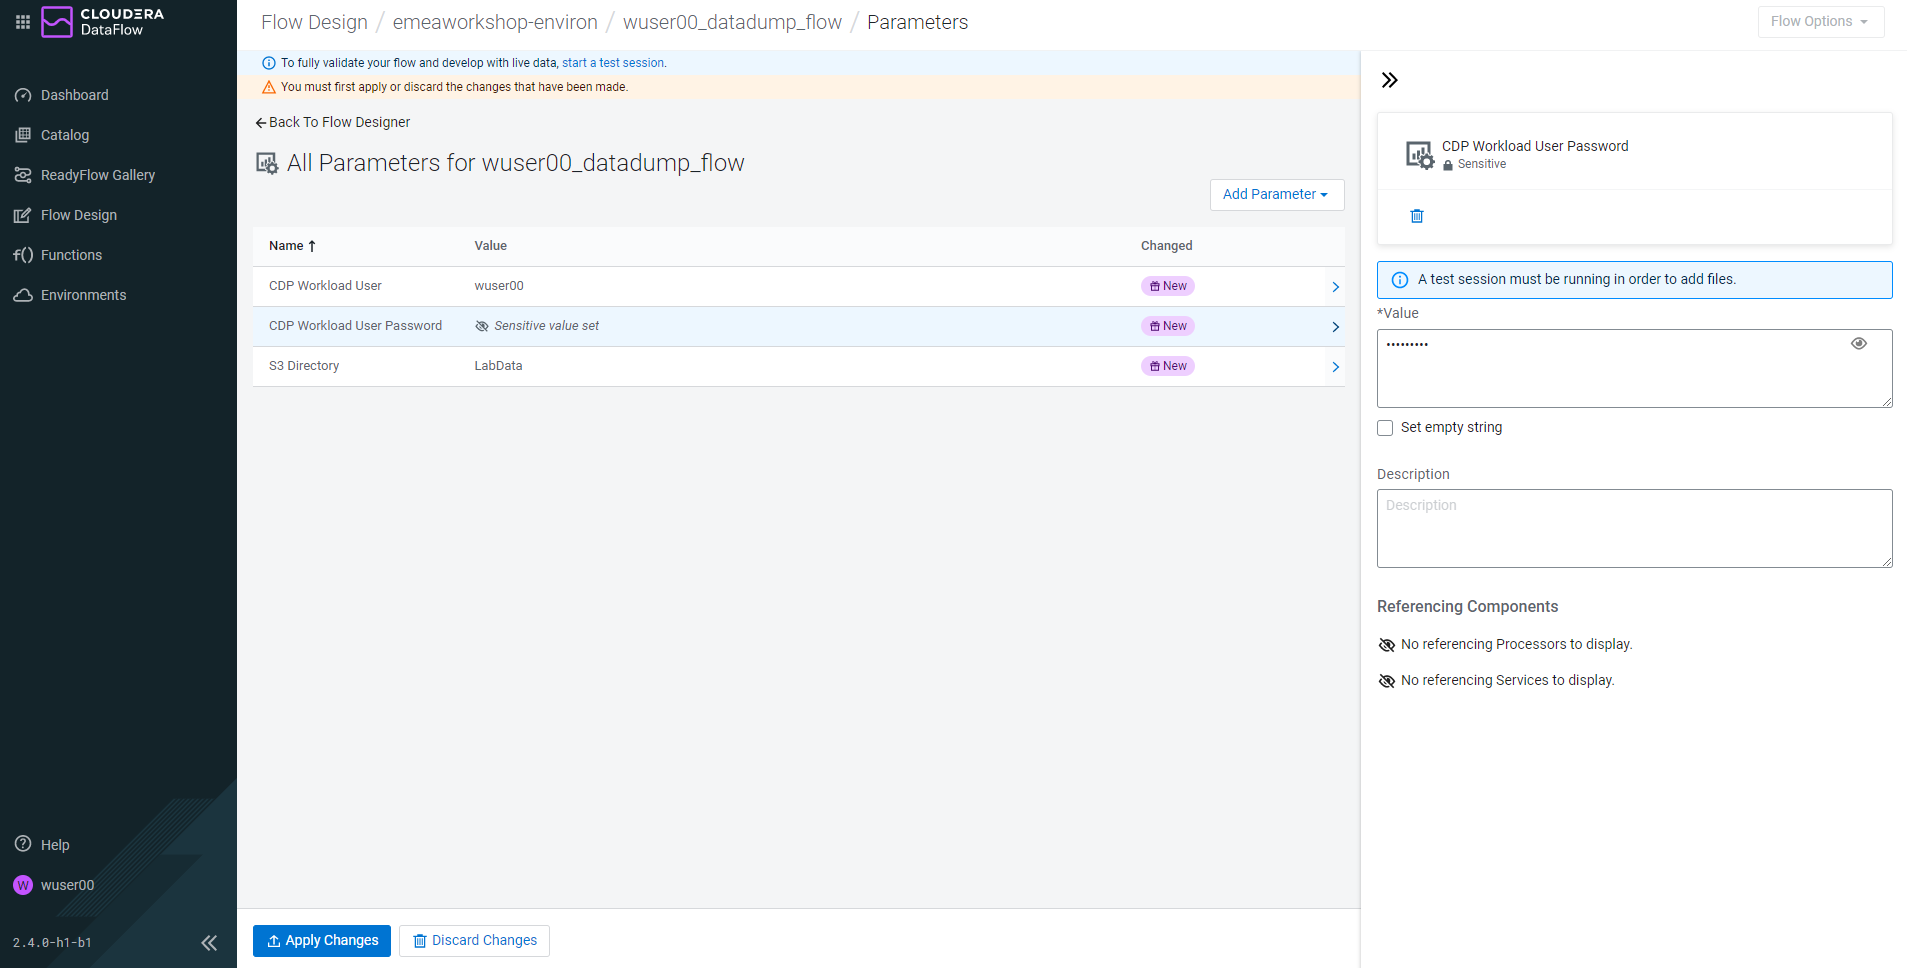 CLOUDERA
DataFlow
Dashboard
Catalog
ReadyFlow Gallery
Flow Design
Functions
Environments
Help
W wuser00
2.4.0-h1-b1
Flow Design / emeaworkshop-environ / wuser00_datadump_flow / Parameters
Flow Options
To fully validate your flow and develop with live data, start a test session.
You must first apply or discard the changes that have been made.
Back To Flow Designer
All Parameters for wuser00_datadump_flow
Add Parameter
Name Value Changed
CDP Workload User wuser00 New
CDP Workload User Password Sensitive value set New
S3 Directory LabData New
Apply Changes Discard Changes
CDP Workload User Password
Sensitive
A test session must be running in order to add files.
*Value
•••••••••
Set empty string
Description
Description
Referencing Components
No referencing Processors to display.
No referencing Services to display.